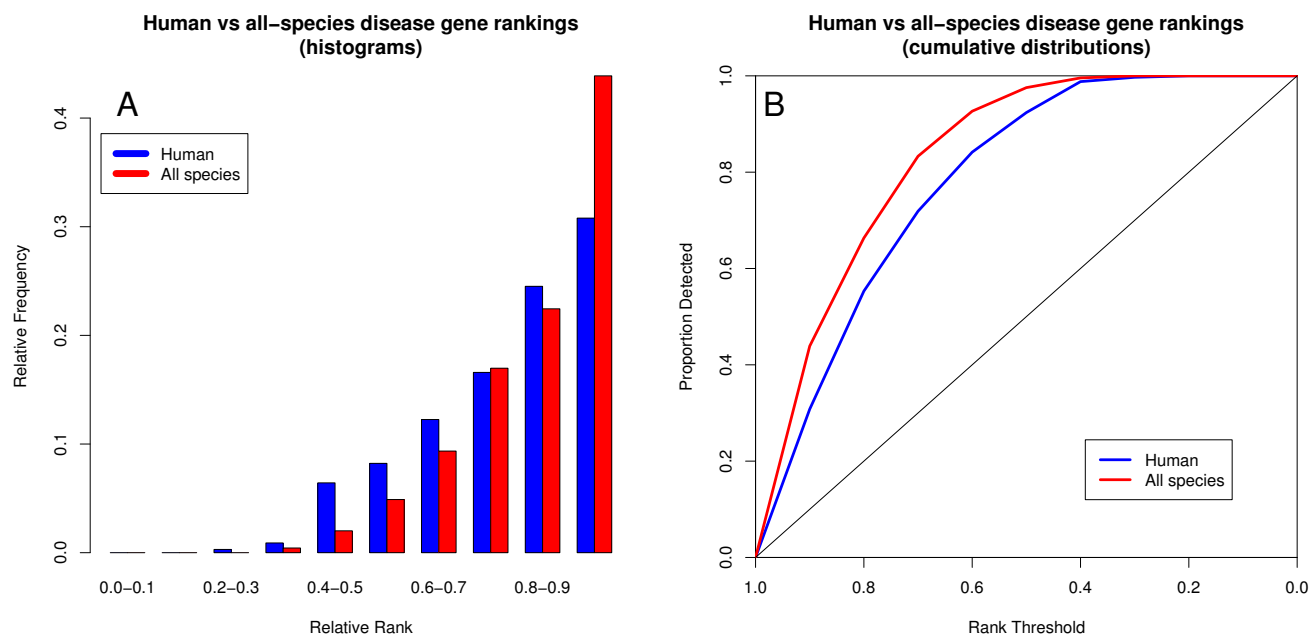 Human vs all−species disease gene rankings
(histograms)
A
Human
All species
Relative Frequency
0.0
0.1
0.2
0.3
0.4
0.0−0.1
0.2−0.3
0.4−0.5
0.6−0.7
0.8−0.9
Relative Rank
Human vs all−species disease gene rankings
(cumulative distributions)
B
Human
All species
Proportion Detected
0.0
0.2
0.4
0.6
0.8
1.0
1.0
0.8
0.6
0.4
0.2
0.0
Rank Threshold